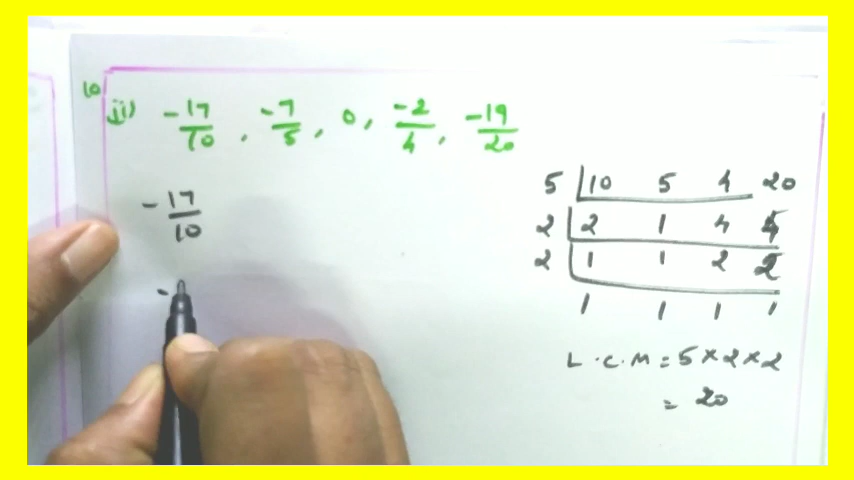 10
ii) -17/10, -7/5, 0, -2/4, -19/20
-17/10
-
5 | 10 5 4 20
2 | 2 1 4 4
2 | 1 1 2 2
1 1 1 1
L.C.M = 5 × 2 × 2
= 20